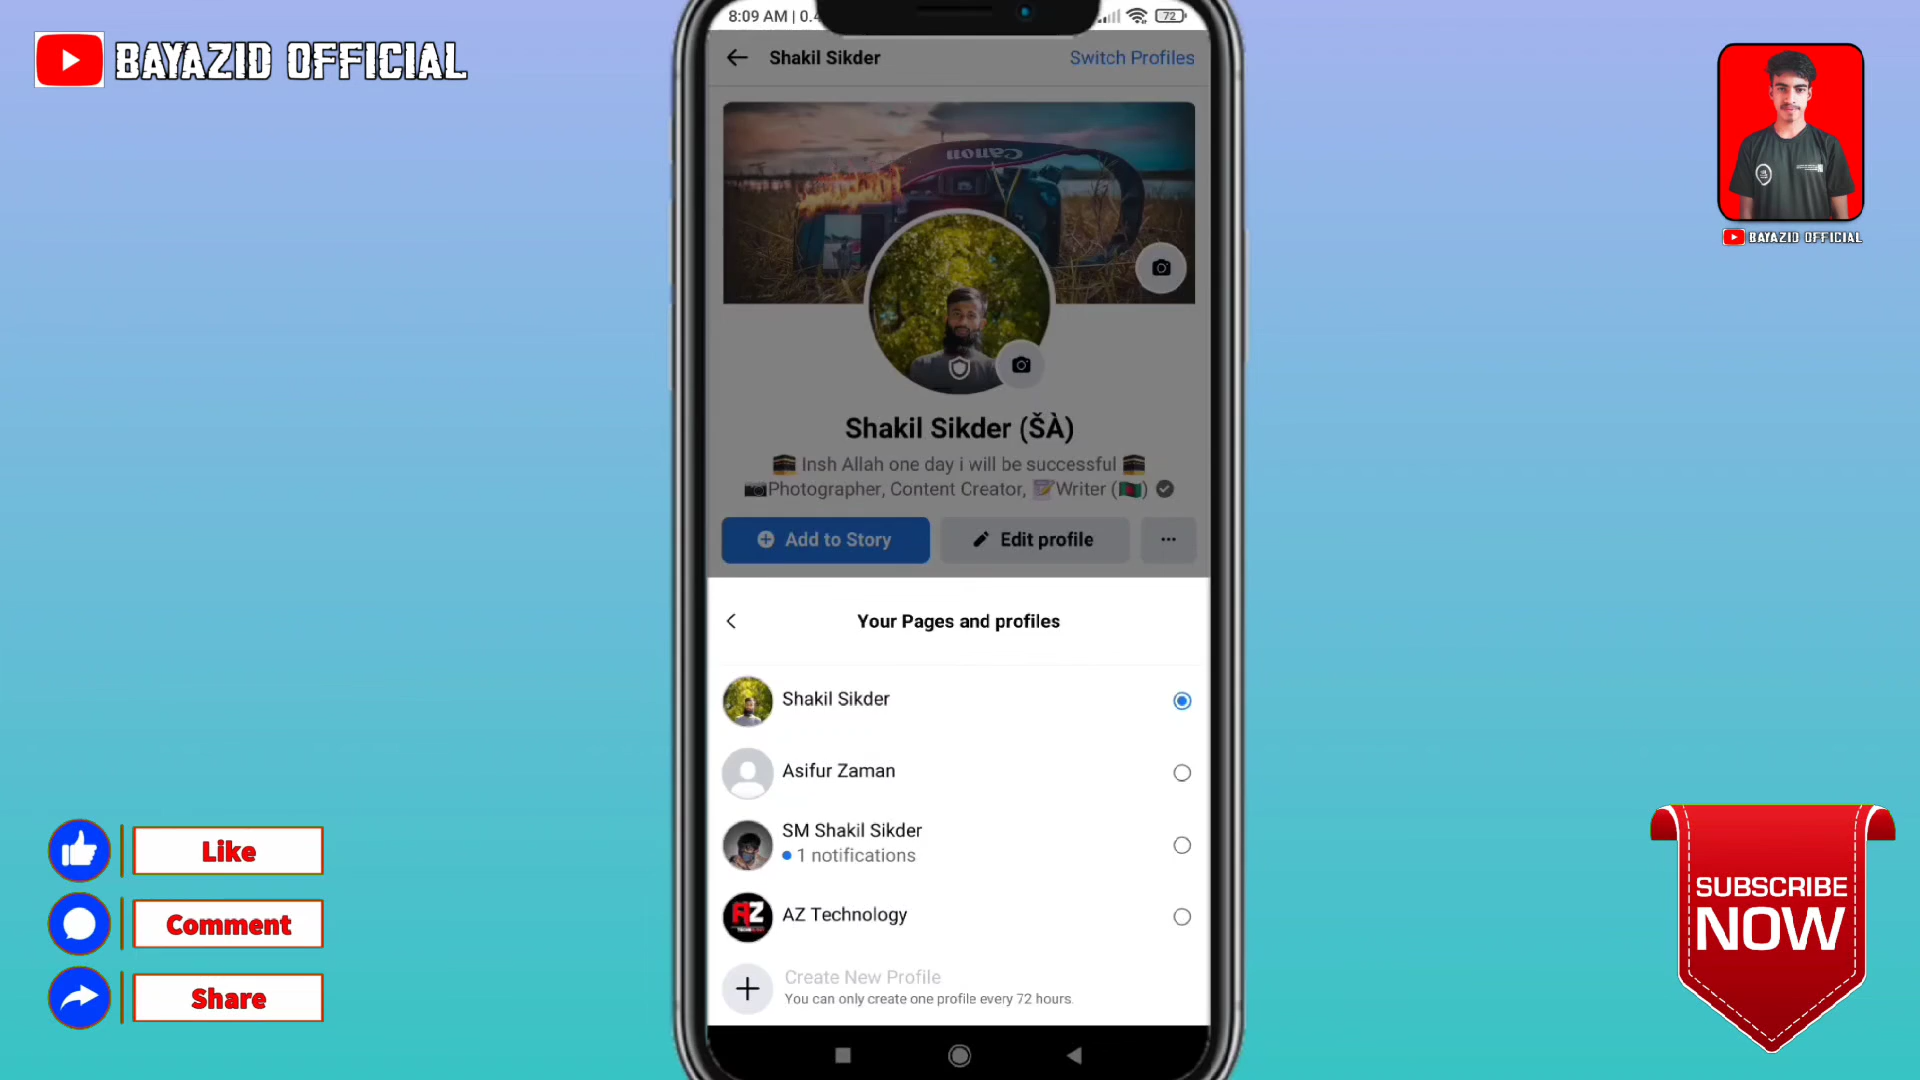 BAYAZID OFFICIAL
8:09 AM | 0.4
72
Shakil Sikder
Switch Profiles
Canon
BAYAZID OFFICIAL
Shakil Sikder (ŠÀ)
🕋 Insh Allah one day i will be successful 🕋
📷Photographer, Content Creator, 📝Writer (🇧🇩)
Add to Story
Edit profile
Your Pages and profiles
Shakil Sikder
Asifur Zaman
SM Shakil Sikder
1 notifications
AZ Technology
AZ
Create New Profile
You can only create one profile every 72 hours.
Like
Comment
Share
SUBSCRIBE
NOW